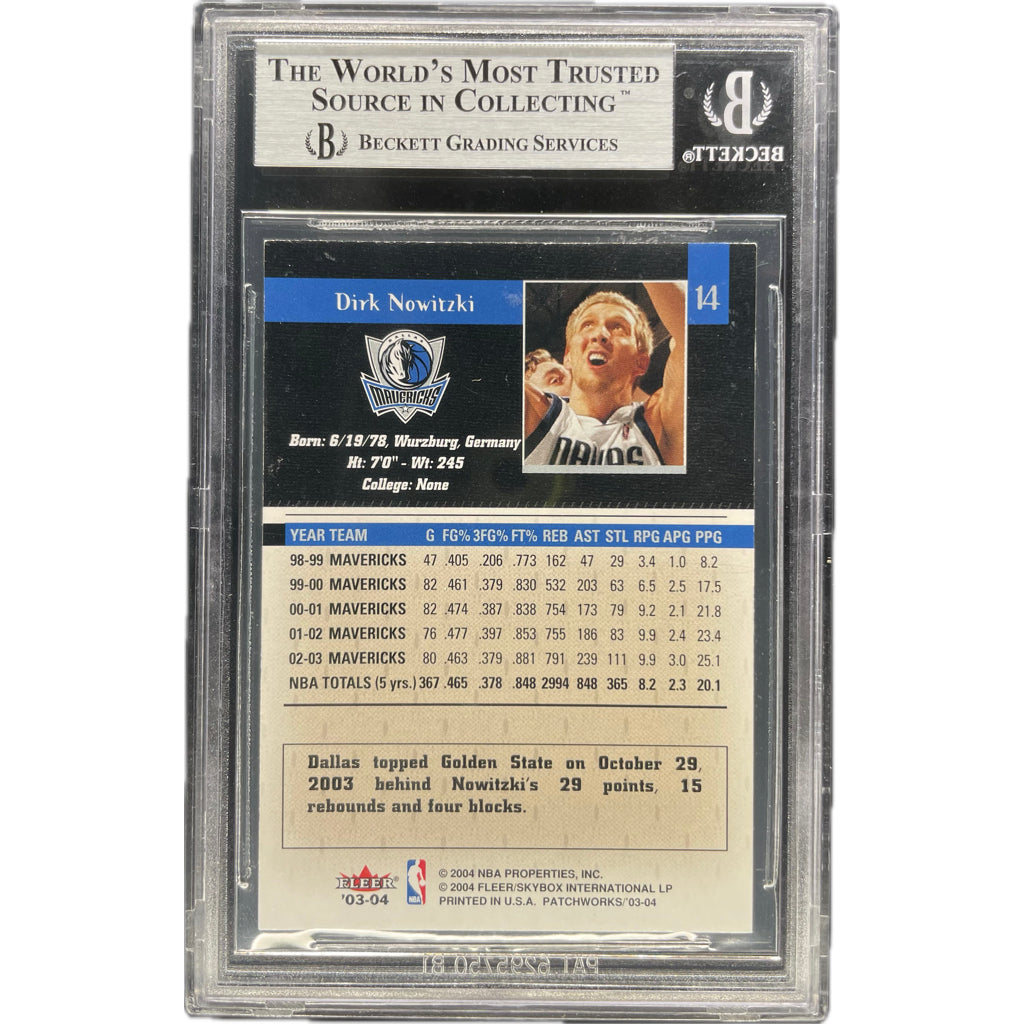 THE WORLD'S MOST TRUSTED
SOURCE IN COLLECTING™
B BECKETT GRADING SERVICES
B
BECKETT®
14
Dirk Nowitzki
DALLAS
MAVERICKS
DALLAS
Born: 6/19/78, Wurzburg, Germany
Ht: 7'0" - Wt: 245
College: None
YEAR TEAM G FG% 3FG% FT% REB AST STL RPG APG PPG
98-99 MAVERICKS 47 .405 .206 .773 162 47 29 3.4 1.0 8.2
99-00 MAVERICKS 82 .461 .379 .830 532 203 63 6.5 2.5 17.5
00-01 MAVERICKS 82 .474 .387 .838 754 173 79 9.2 2.1 21.8
01-02 MAVERICKS 76 .477 .397 .853 755 186 83 9.9 2.4 23.4
02-03 MAVERICKS 80 .463 .379 .881 791 239 111 9.9 3.0 25.1
NBA TOTALS (5 yrs.) 367 .465 .378 .848 2994 848 365 8.2 2.3 20.1
Dallas topped Golden State on October 29,
2003 behind Nowitzki's 29 points, 15
rebounds and four blocks.
FLEER®
'03-04
NBA
© 2004 NBA PROPERTIES, INC.
© 2004 FLEER/SKYBOX INTERNATIONAL LP
PRINTED IN U.S.A. PATCHWORKS/'03-04